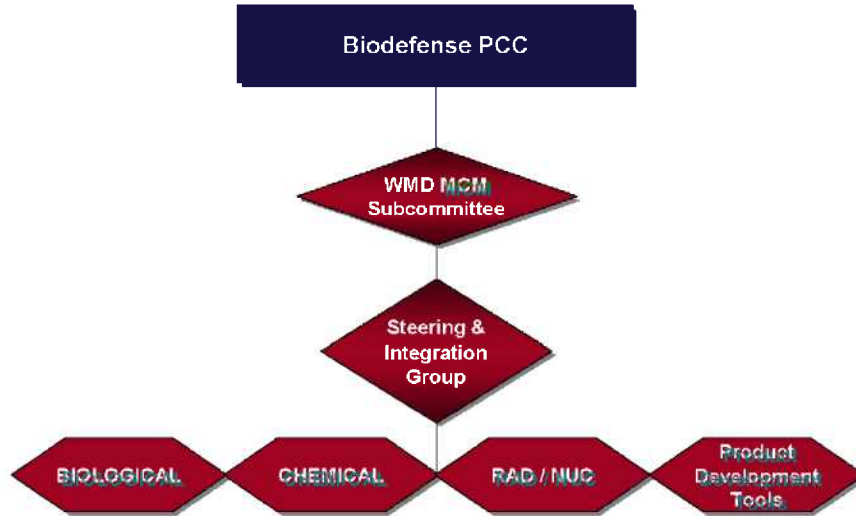 Biodefense PCC
WMD MCM
Subcommittee
Steering &
Integration
Group
BIOLOGICAL
CHEMICAL
RAD / NUC
Product
Development
Tools